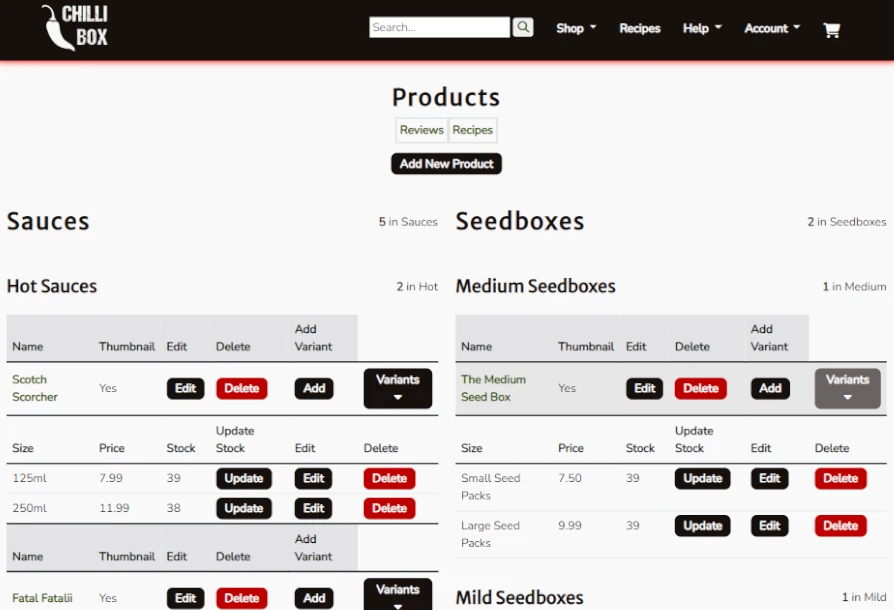 CHILLI
BOX
Search...
Shop
Recipes
Help
Account
Products
Reviews Recipes
Add New Product
Sauces
5 in Sauces
Hot Sauces
2 in Hot
Name Thumbnail Edit Delete Add Variant
Scotch Scorcher Yes Edit Delete Add Variants
Size Price Stock Update Stock Edit Delete
125ml 7.99 39 Update Edit Delete
250ml 11.99 38 Update Edit Delete
Name Thumbnail Edit Delete Add Variant
Fatal Fatalii Yes Edit Delete Add Variants
Seedboxes
2 in Seedboxes
Medium Seedboxes
1 in Medium
Name Thumbnail Edit Delete Add Variant
The Medium Seed Box Yes Edit Delete Add Variants
Size Price Stock Update Stock Edit Delete
Small Seed Packs 7.50 39 Update Edit Delete
Large Seed Packs 9.99 39 Update Edit Delete
Mild Seedboxes
1 in Mild